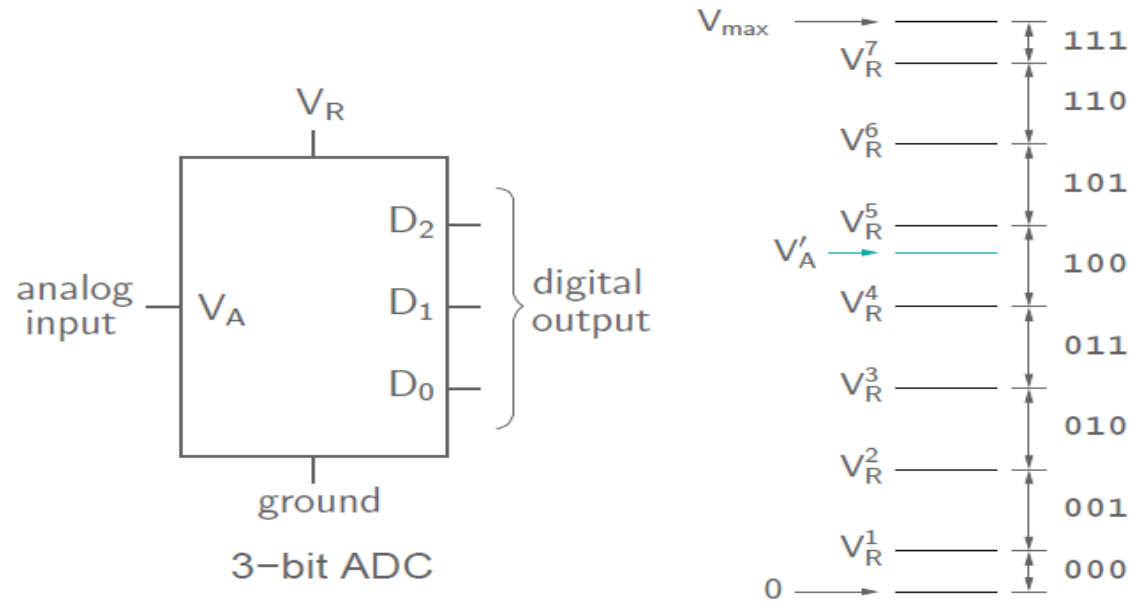 V_R
analog
input
V_A
D_2
D_1
D_0
digital
output
ground
3-bit ADC
V_max
111
V_R^7
110
V_R^6
101
V_R^5
V'_A
100
V_R^4
011
V_R^3
010
V_R^2
001
V_R^1
000
0